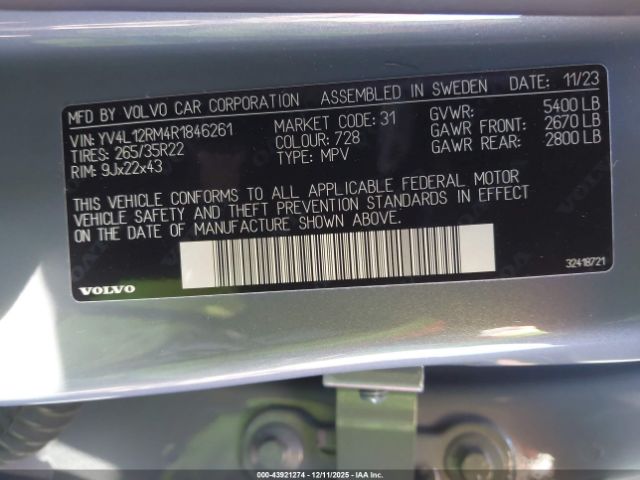 MFD BY VOLVO CAR CORPORATION ASSEMBLED IN SWEDEN DATE: 11/23
VIN: YV4L12RM4R1846261 MARKET CODE: 31 GVWR: 5400 LB
TIRES: 265/35R22 COLOUR: 728 GAWR FRONT: 2670 LB
RIM: 9Jx22x43 TYPE: MPV GAWR REAR: 2800 LB
THIS VEHICLE CONFORMS TO ALL APPLICABLE FEDERAL MOTOR
VEHICLE SAFETY AND THEFT PREVENTION STANDARDS IN EFFECT
ON THE DATE OF MANUFACTURE SHOWN ABOVE.
VOLVO 32418721
000-43921274 • 12/11/2025 • IAA Inc.